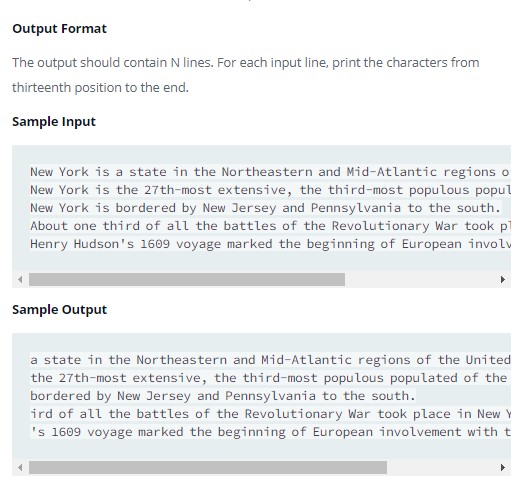 Output Format
The output should contain N lines. For each input line, print the characters from
thirteenth position to the end.
Sample Input
New York is a state in the Northeastern and Mid-Atlantic regions o
New York is the 27th-most extensive, the third-most populous popul
New York is bordered by New Jersey and Pennsylvania to the south.
About one third of all the battles of the Revolutionary War took pl
Henry Hudson's 1609 voyage marked the beginning of European involv
Sample Output
a state in the Northeastern and Mid-Atlantic regions of the United
the 27th-most extensive, the third-most populous populated of the
bordered by New Jersey and Pennsylvania to the south.
ird of all the battles of the Revolutionary War took place in New Y
's 1609 voyage marked the beginning of European involvement with t